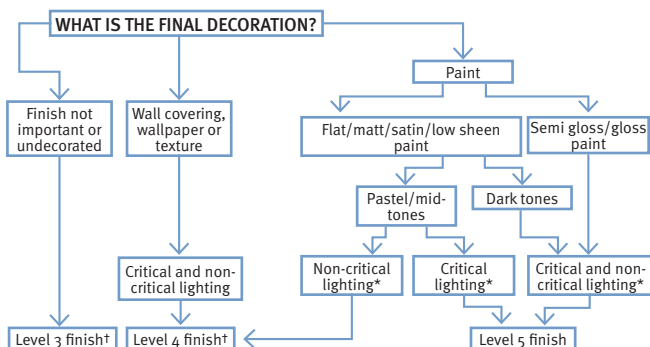 WHAT IS THE FINAL DECORATION?
Paint
Finish not
important or
undecorated
Wall covering,
wallpaper or
texture
Flat/matt/satin/low sheen
paint
Semi gloss/gloss
paint
Pastel/mid-
tones
Dark tones
Critical and non-
critical lighting
Non-critical
lighting*
Critical
lighting*
Critical and non-
critical lighting*
Level 3 finish†
Level 4 finish†
Level 5 finish